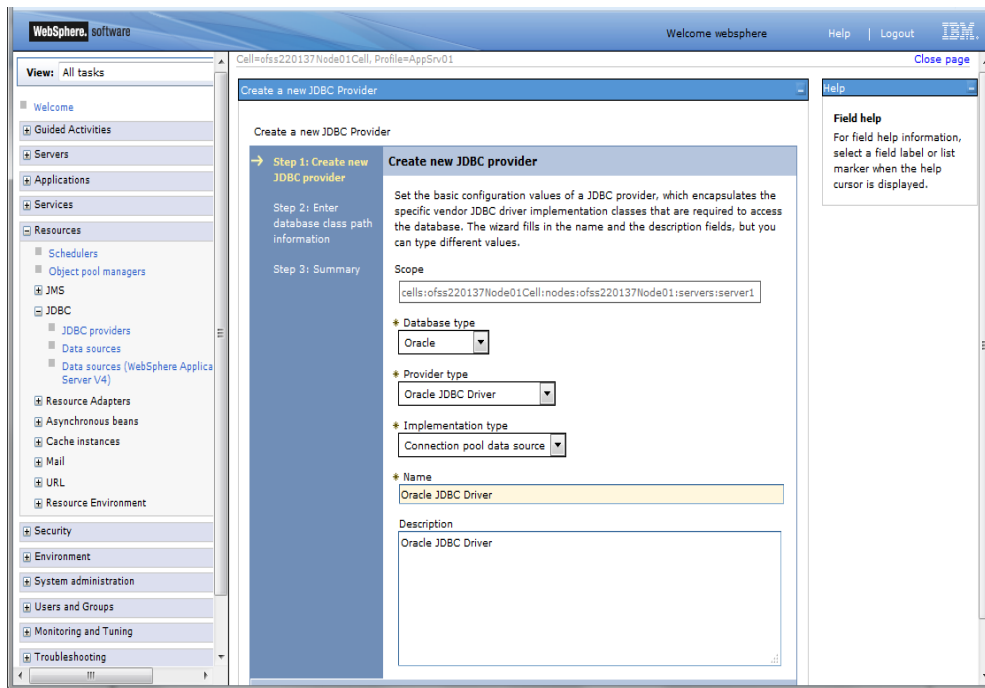 WebSphere. software
Welcome websphere
Help
Logout
IBM.
View: All tasks
Welcome
Guided Activities
Servers
Applications
Services
Resources
Schedulers
Object pool managers
JMS
JDBC
JDBC providers
Data sources
Data sources (WebSphere Applica
Server V4)
Resource Adapters
Asynchronous beans
Cache instances
Mail
URL
Resource Environment
Security
Environment
System administration
Users and Groups
Monitoring and Tuning
Troubleshooting
Cell=ofss220137Node01Cell, Profile=AppSrv01
Close page
Create a new JDBC Provider
Create a new JDBC Provider
Step 1: Create new
JDBC provider
Step 2: Enter
database class path
information
Step 3: Summary
Create new JDBC provider
Set the basic configuration values of a JDBC provider, which encapsulates the
specific vendor JDBC driver implementation classes that are required to access
the database. The wizard fills in the name and the description fields, but you
can type different values.
Scope
cells:ofss220137Node01Cell:nodes:ofss220137Node01:servers:server1
* Database type
Oracle
* Provider type
Oracle JDBC Driver
* Implementation type
Connection pool data source
* Name
Oracle JDBC Driver
Description
Oracle JDBC Driver
Help
Field help
For field help information,
select a field label or list
marker when the help
cursor is displayed.